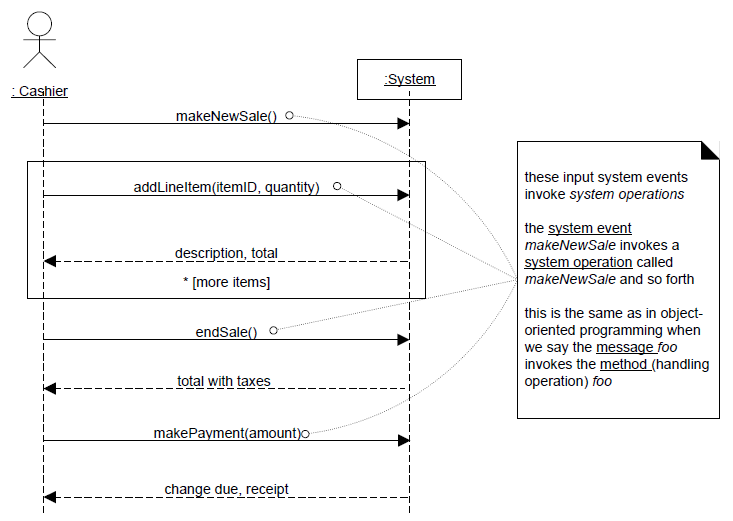 : Cashier
:System
makeNewSale()
addLineItem(itemID, quantity)
description, total
* [more items]
endSale()
total with taxes
makePayment(amount)
change due, receipt
these input system events
invoke system operations
the system event
makeNewSale invokes a
system operation called
makeNewSale and so forth
this is the same as in object-
oriented programming when
we say the message foo
invokes the method (handling
operation) foo